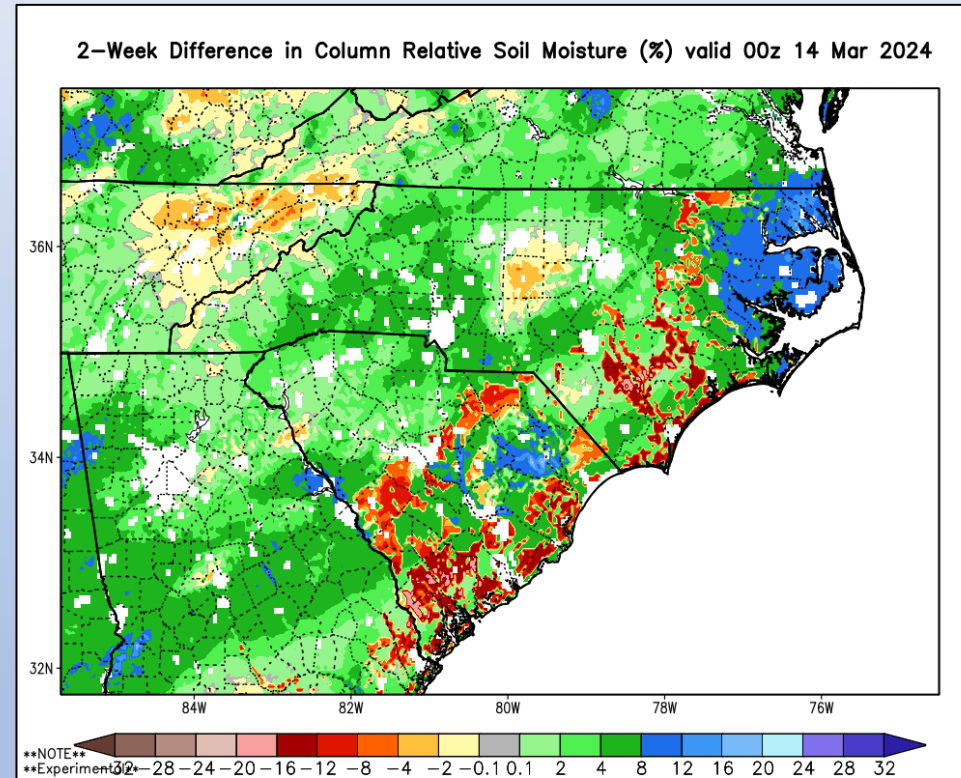 2-Week Difference in Column Relative Soil Moisture (%) valid 00z 14 Mar 2024
36N
34N
32N
84W 82W 80W 78W 76W
**NOTE**
-32 -28 -24 -20 -16 -12 -8 -4 -2 -0.1 0.1 2 4 8 12 16 20 24 28 32